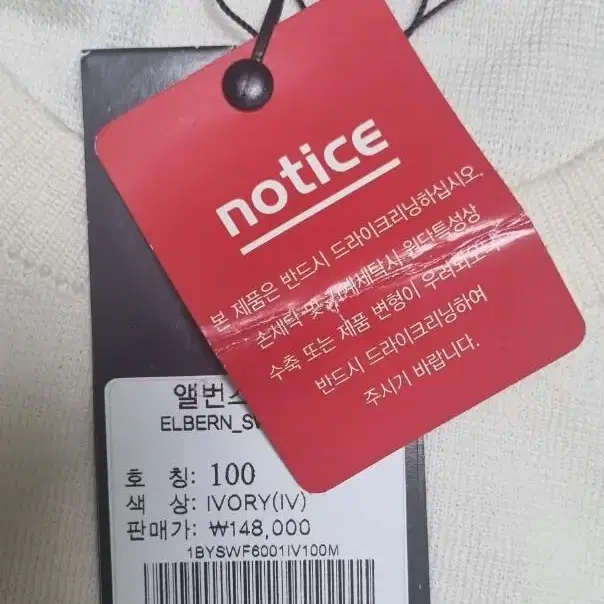 notice
본 제품은 반드시 드라이크리닝하십시오.
손세탁 및 기계세탁시 원단특성상
수축 또는 제품 변형이 우려되오니
반드시 드라이크리닝하여
주시기 바랍니다.
앨번스
ELBERN_SW
호 칭: 100
색 상: IVORY(IV)
판매가: ₩148,000
1BYSWF6001IV100M